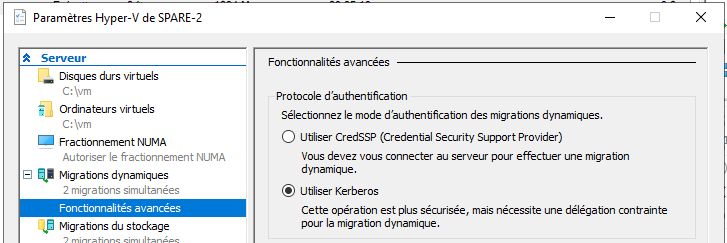 Paramètres Hyper-V de SPARE-2
Serveur
Disques durs virtuels
C:\vm
Ordinateurs virtuels
C:\vm
Fractionnement NUMA
Autoriser le fractionnement NUMA
Migrations dynamiques
2 migrations simultanées
Fonctionnalités avancées
Migrations du stockage
2 migrations simultanées
Fonctionnalités avancées
Protocole d'authentification
Sélectionnez le mode d'authentification des migrations dynamiques.
Utiliser CredSSP (Credential Security Support Provider)
Vous devez vous connecter au serveur pour effectuer une migration
dynamique.
Utiliser Kerberos
Cette opération est plus sécurisée, mais nécessite une délégation contrainte
pour la migration dynamique.